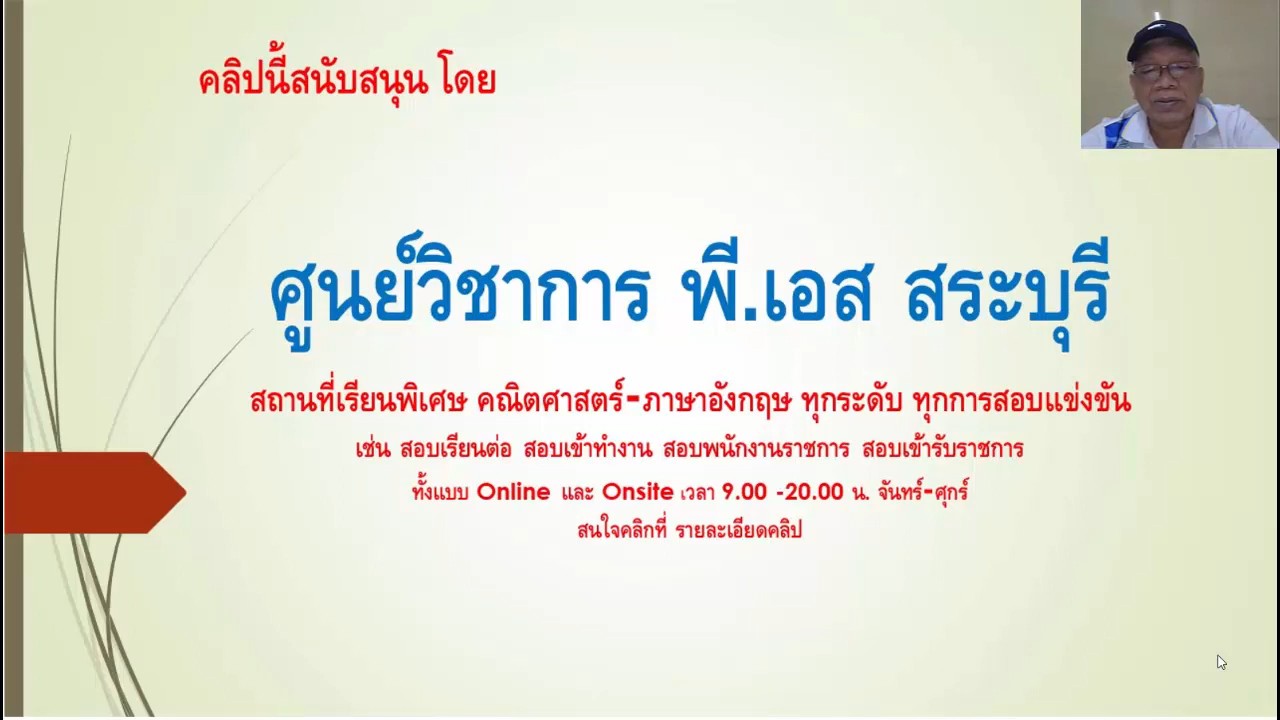 คลิปนี้สนับสนุน โดย
ศูนย์วิชาการ พี.เอส สระบุรี
สถานที่เรียนพิเศษ คณิตศาสตร์-ภาษาอังกฤษ ทุกระดับ ทุกการสอบแข่งขัน
เช่น สอบเรียนต่อ สอบเข้าทำงาน สอบพนักงานราชการ สอบเข้ารับราชการ
ทั้งแบบ Online และ Onsite เวลา 9.00 -20.00 น. จันทร์-ศุกร์
สนใจคลิกที่ รายละเอียดคลิป